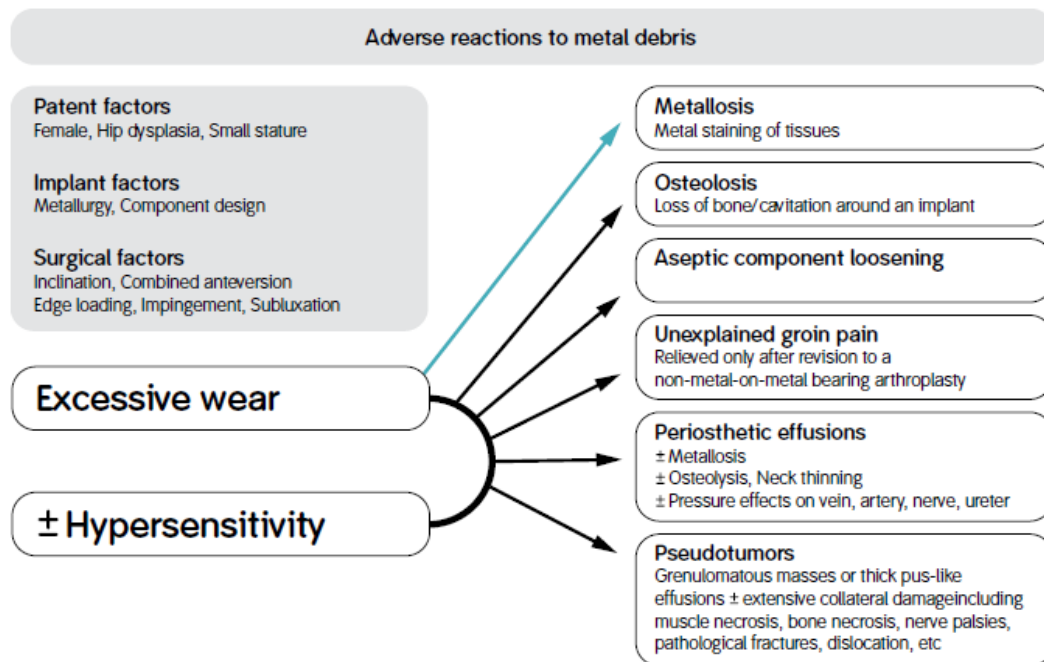 Adverse reactions to metal debris
Patent factors
Female, Hip dysplasia, Small stature
Implant factors
Metallurgy, Component design
Surgical factors
Inclination, Combined anteversion
Edge loading, Impingement, Subluxation
Excessive wear
± Hypersensitivity
Metallosis
Metal staining of tissues
Osteolosis
Loss of bone/cavitation around an implant
Aseptic component loosening
Unexplained groin pain
Relieved only after revision to a
non-metal-on-metal bearing arthroplasty
Periosthetic effusions
± Metallosis
± Osteolysis, Neck thinning
± Pressure effects on vein, artery, nerve, ureter
Pseudotumors
Grenulomatous masses or thick pus-like
effusions ± extensive collateral damageincluding
muscle necrosis, bone necrosis, nerve palsies,
pathological fractures, dislocation, etc